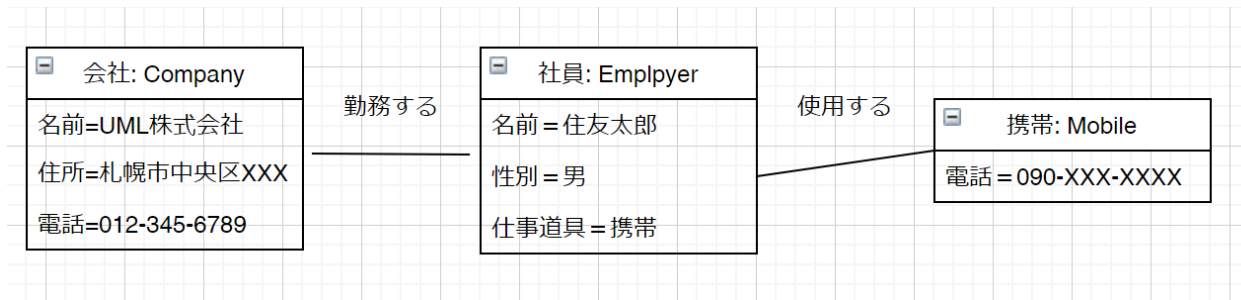 会社: Company
名前=UML株式会社
住所=札幌市中央区XXX
電話=012-345-6789
勤務する
社員: Emplpyer
名前＝住友太郎
性別＝男
仕事道具＝携帯
使用する
携帯: Mobile
電話＝090-XXX-XXXX